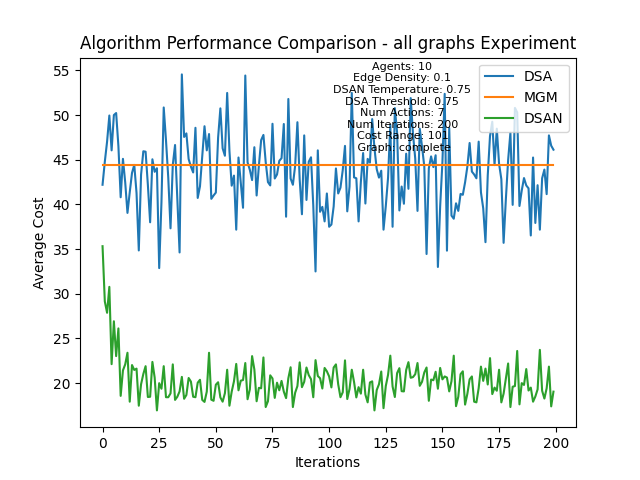 Algorithm Performance Comparison - all graphs Experiment
Agents: 10
Edge Density: 0.1
DSAN Temperature: 0.75
DSA Threshold: 0.75
Num Actions: 7
Num Iterations: 200
Cost Range: 101
Graph: complete
DSA
MGM
DSAN
55
50
45
40
35
30
25
20
Average Cost
0 25 50 75 100 125 150 175 200
Iterations